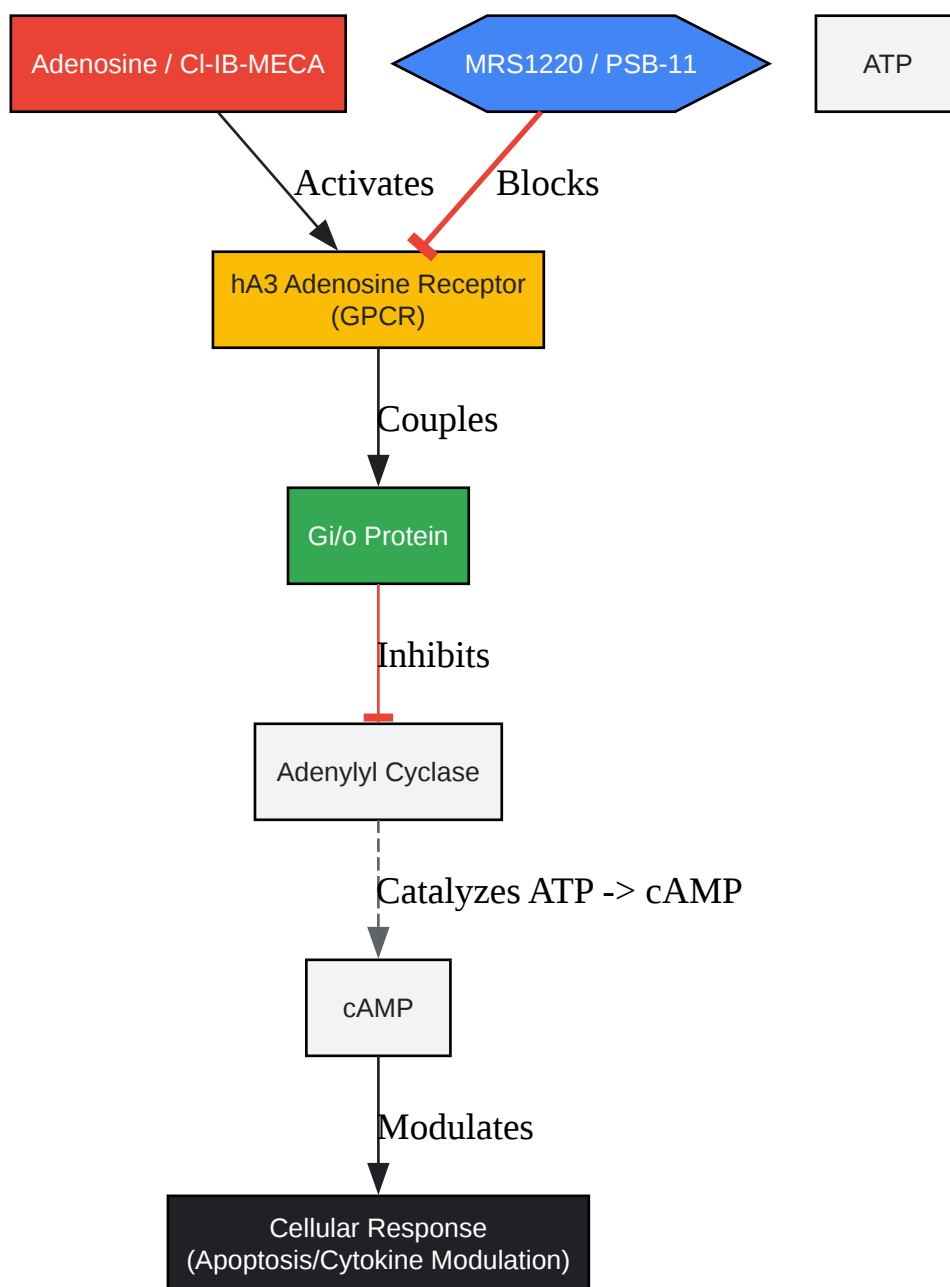 Adenosine / Cl-IB-MECA
MRS1220 / PSB-11
ATP
Activates
Blocks
hA3 Adenosine Receptor
(GPCR)
Couples
Gi/o Protein
Inhibits
Adenylyl Cyclase
Catalyzes ATP -> cAMP
cAMP
Modulates
Cellular Response
(Apoptosis/Cytokine Modulation)